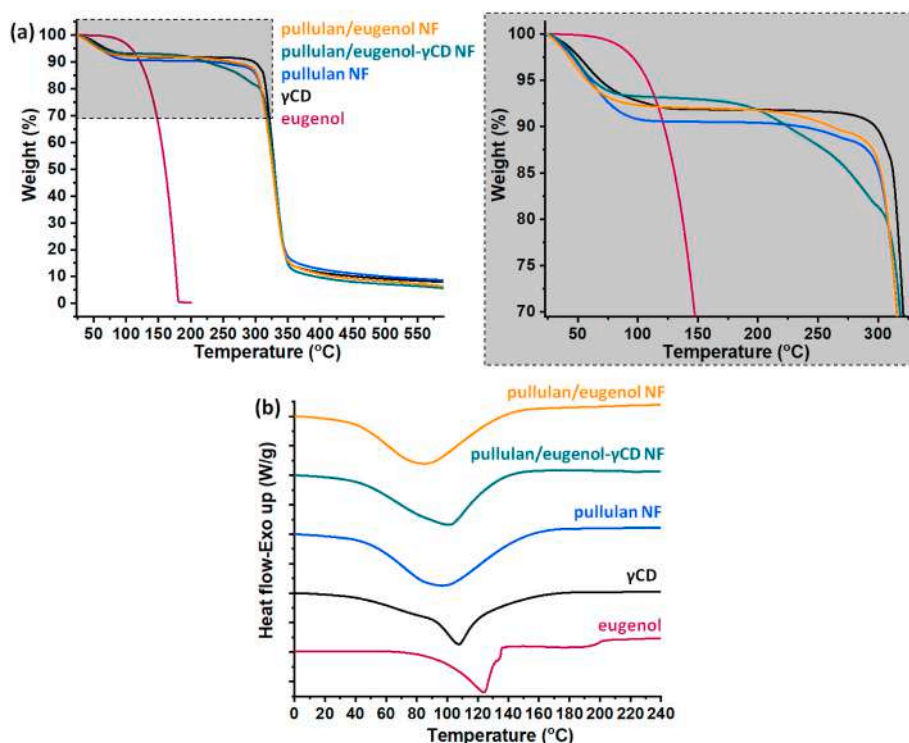 (a)
pullulan/eugenol NF
pullulan/eugenol-γCD NF
pullulan NF
γCD
eugenol
Weight (%)
100
90
80
70
60
50
40
30
20
10
0
50 100 150 200 250 300 350 400 450 500 550
Temperature (°C)
Weight (%)
100
95
90
85
80
75
70
50 100 150 200 250 300
Temperature (°C)
(b)
pullulan/eugenol NF
pullulan/eugenol-γCD NF
pullulan NF
γCD
eugenol
Heat flow-Exo up (W/g)
0 20 40 60 80 100 120 140 160 180 200 220 240
Temperature (°C)